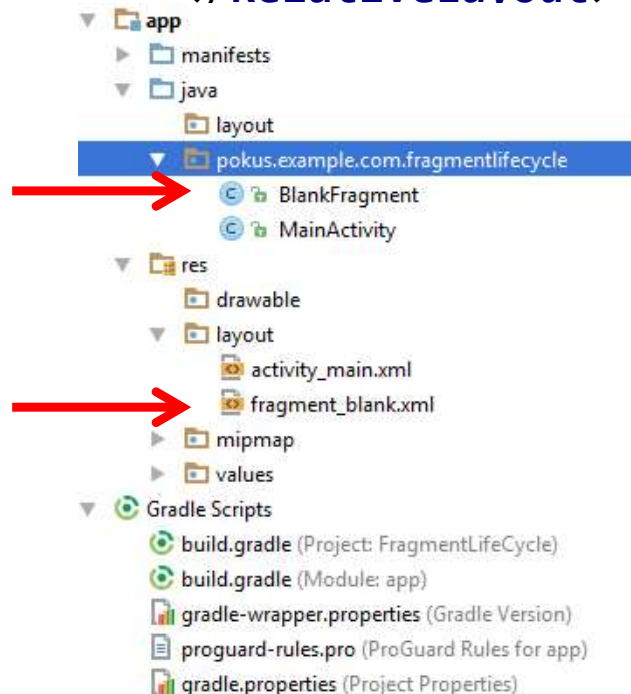 </RelativeLayout>
app
manifests
java
layout
pokus.example.com.fragmentlifecycle
C BlankFragment
C MainActivity
res
drawable
layout
activity_main.xml
fragment_blank.xml
mipmap
values
Gradle Scripts
build.gradle (Project: FragmentLifeCycle)
build.gradle (Module: app)
gradle-wrapper.properties (Gradle Version)
proguard-rules.pro (ProGuard Rules for app)
gradle.properties (Project Properties)